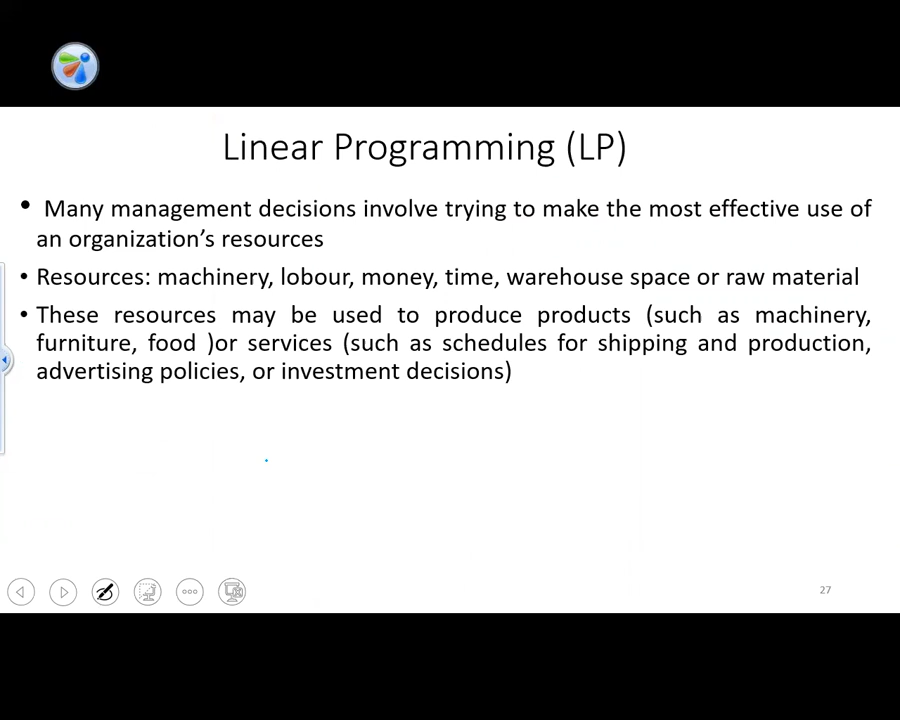 Linear Programming (LP)
• Many management decisions involve trying to make the most effective use of
an organization’s resources
• Resources: machinery, lobour, money, time, warehouse space or raw material
• These resources may be used to produce products (such as machinery,
furniture, food )or services (such as schedules for shipping and production,
advertising policies, or investment decisions)
27